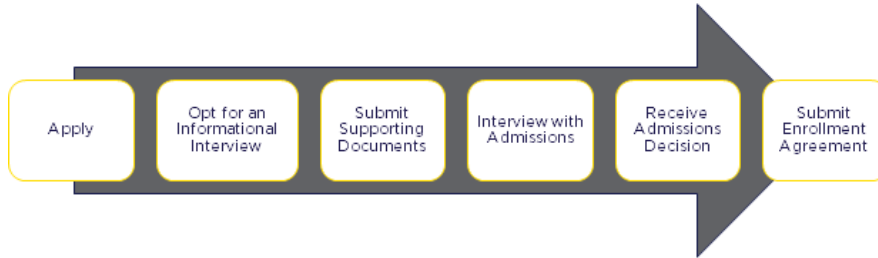 Apply
Opt for an
Informational
Interview
Submit
Supporting
Documents
Interview with
Admissions
Receive
Admissions
Decision
Submit
Enrollment
Agreement